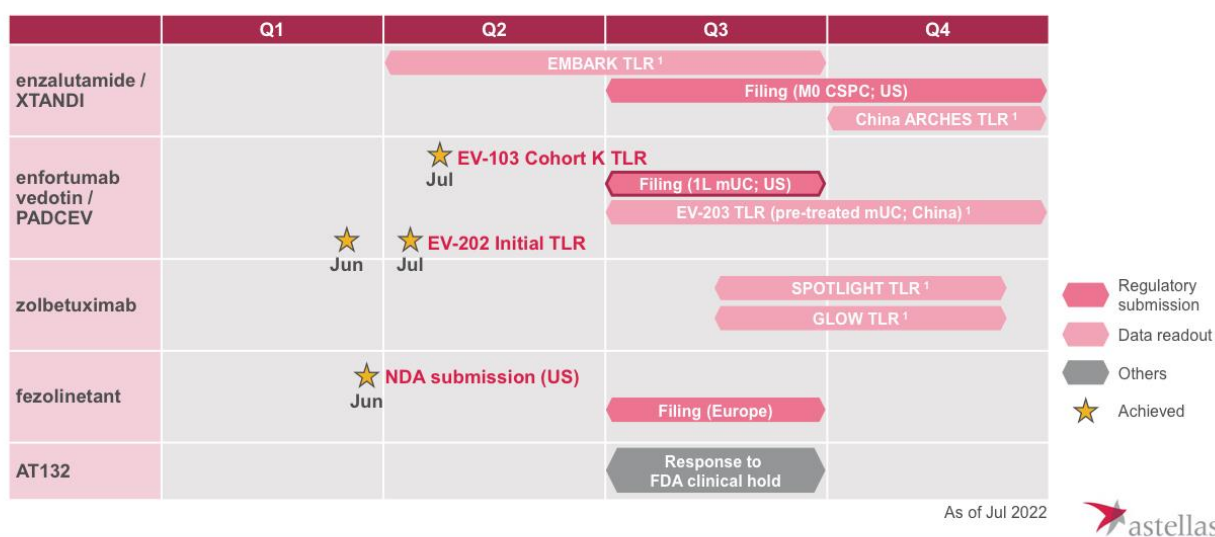 Q1
Q2
Q3
Q4
enzalutamide /
XTANDI
EMBARK TLR ¹
Filing (M0 CSPC; US)
China ARCHES TLR ¹
enfortumab
vedotin /
PADCEV
EV-103 Cohort K TLR
Jul
Filing (1L mUC; US)
EV-203 TLR (pre-treated mUC; China) ¹
EV-202 Initial TLR
Jun
Jul
zolbetuximab
SPOTLIGHT TLR ¹
GLOW TLR ¹
fezolinetant
NDA submission (US)
Jun
Filing (Europe)
AT132
Response to
FDA clinical hold
Regulatory
submission
Data readout
Others
Achieved
As of Jul 2022
astellas